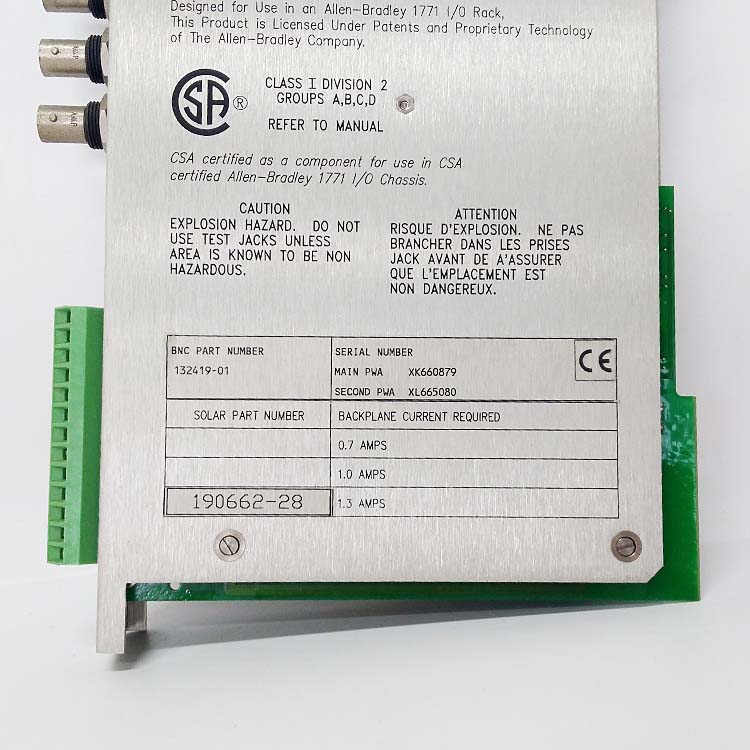 Designed for Use in an Allen-Bradley 1771 I/O Rack,
This Product is Licensed Under Patents and Proprietary Technology
of The Allen-Bradley Company.
CSA ®
CLASS I DIVISION 2
GROUPS A,B,C,D
REFER TO MANUAL
CSA certified as a component for use in CSA
certified Allen-Bradley 1771 I/O Chassis.
CAUTION
EXPLOSION HAZARD. DO NOT
USE TEST JACKS UNLESS
AREA IS KNOWN TO BE NON
HAZARDOUS.
ATTENTION
RISQUE D'EXPLOSION. NE PAS
BRANCHER DANS LES PRISES
JACK AVANT DE A'ASSURER
QUE L'EMPLACEMENT EST
NON DANGEREUX.
BNC PART NUMBER
132419-01
SERIAL NUMBER
MAIN PWA XK660879
SECOND PWA XL665080
CE
SOLAR PART NUMBER
BACKPLANE CURRENT REQUIRED
0.7 AMPS
1.0 AMPS
190662-28
1.3 AMPS